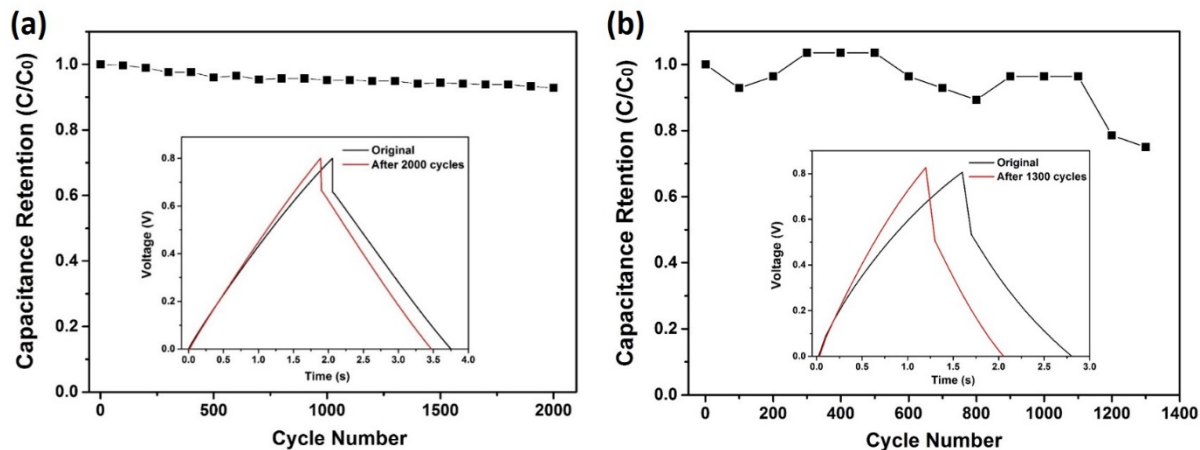 (a)
Capacitance Retention (C/C0)
1.0
0.8
0.6
0.4
0.2
0.0
0 500 1000 1500 2000
Cycle Number
Original
After 2000 cycles
Voltage (V)
0.8
0.6
0.4
0.2
0.0
0.0 0.5 1.0 1.5 2.0 2.5 3.0 3.5 4.0
Time (s)
(b)
Capacitance Rtention (C/C0)
1.0
0.8
0.6
0.4
0.2
0.0
0 200 400 600 800 1000 1200 1400
Cycle Number
Original
After 1300 cycles
Voltage (V)
0.8
0.6
0.4
0.2
0.0
0.0 0.5 1.0 1.5 2.0 2.5 3.0
Time (s)